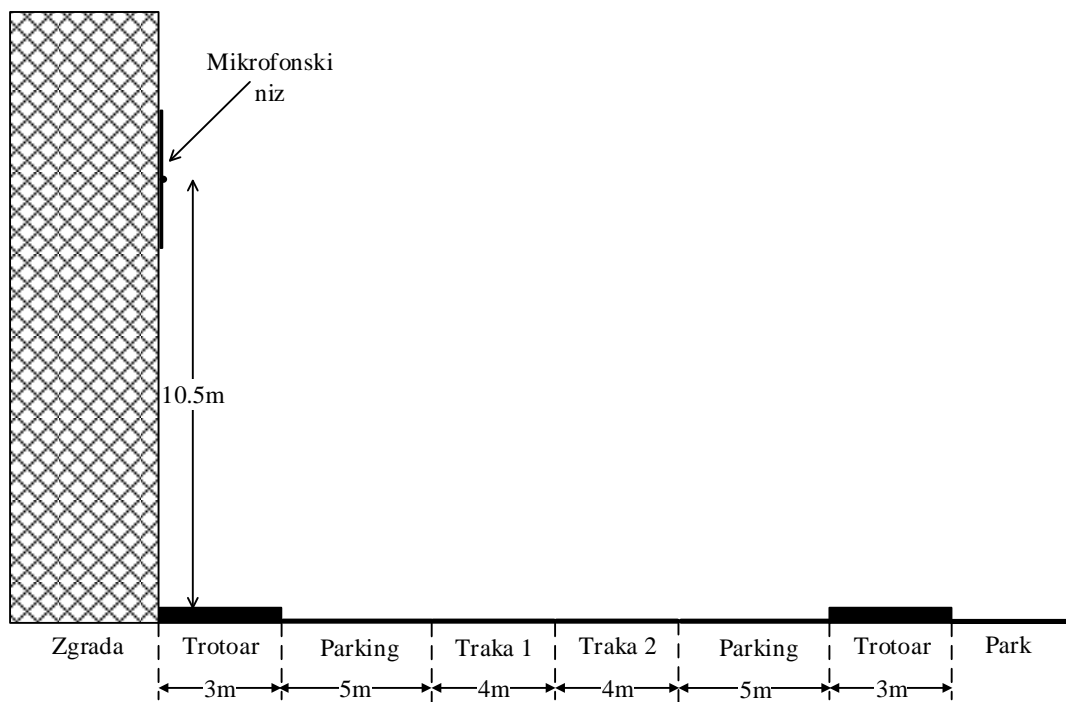 Mikrofonski
niz
10.5m
Zgrada Trotoar Parking Traka 1 Traka 2 Parking Trotoar Park
3m 5m 4m 4m 5m 3m